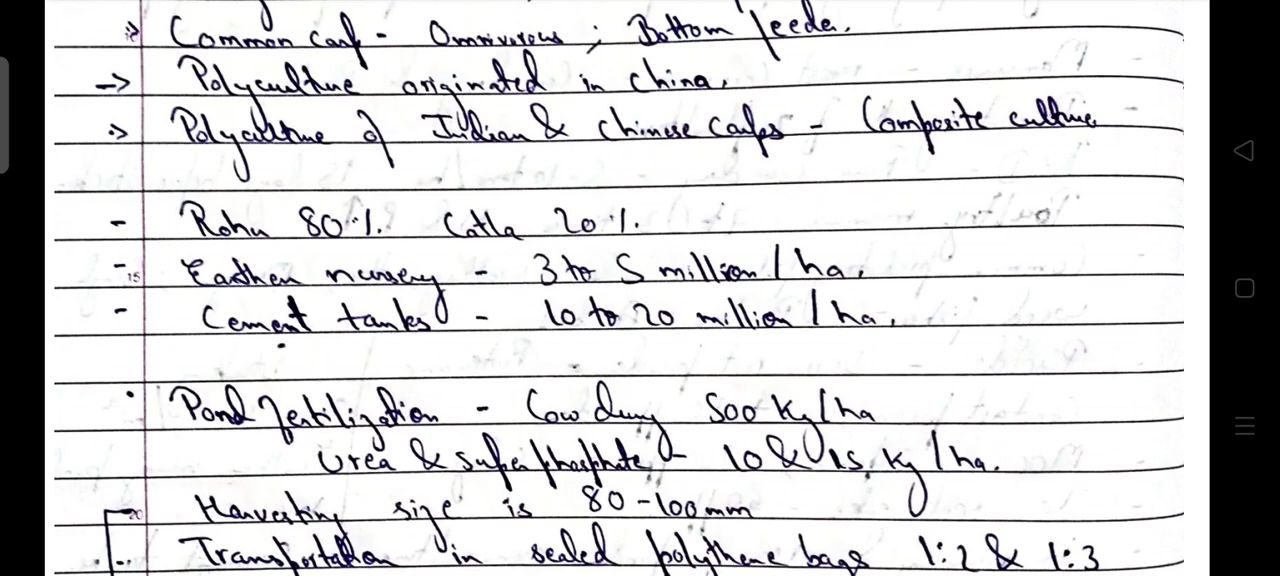 Common carp - Omnivorous ; Bottom feeder.
-> Polyculture originated in China.
Polyculture of Indian & Chinese carps - Composite culture
- Rohu 80 %. Catla 20 %.
- Earthen nursery - 3 to 5 million / ha.
- Cement tanks - 10 to 20 million / ha.
. Pond fertilization - Cow dung 500 Kg/ha
Urea & super phosphate - 10 & 15 Kg / ha.
Harvesting size is 80 - 100 mm
Transportation in sealed polythene bags 1:2 & 1:3